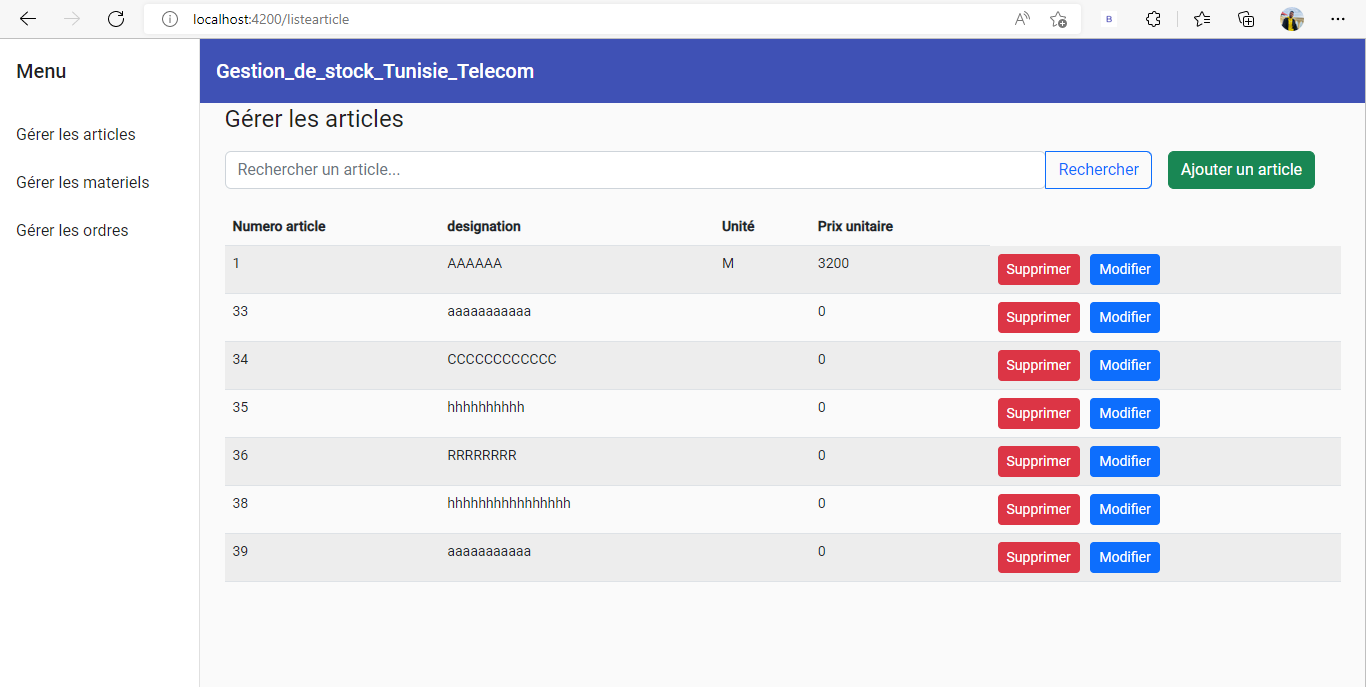 localhost:4200/listearticle
A
B
Menu
Gestion_de_stock_Tunisie_Telecom
Gérer les articles
Gérer les materiels
Gérer les ordres
Gérer les articles
Rechercher un article... Rechercher Ajouter un article
Numero article designation Unité Prix unitaire
1 AAAAAA M 3200 Supprimer Modifier
33 aaaaaaaaaaa 0 Supprimer Modifier
34 CCCCCCCCCCCC 0 Supprimer Modifier
35 hhhhhhhhhh 0 Supprimer Modifier
36 RRRRRRRR 0 Supprimer Modifier
38 hhhhhhhhhhhhhhhh 0 Supprimer Modifier
39 aaaaaaaaaaa 0 Supprimer Modifier